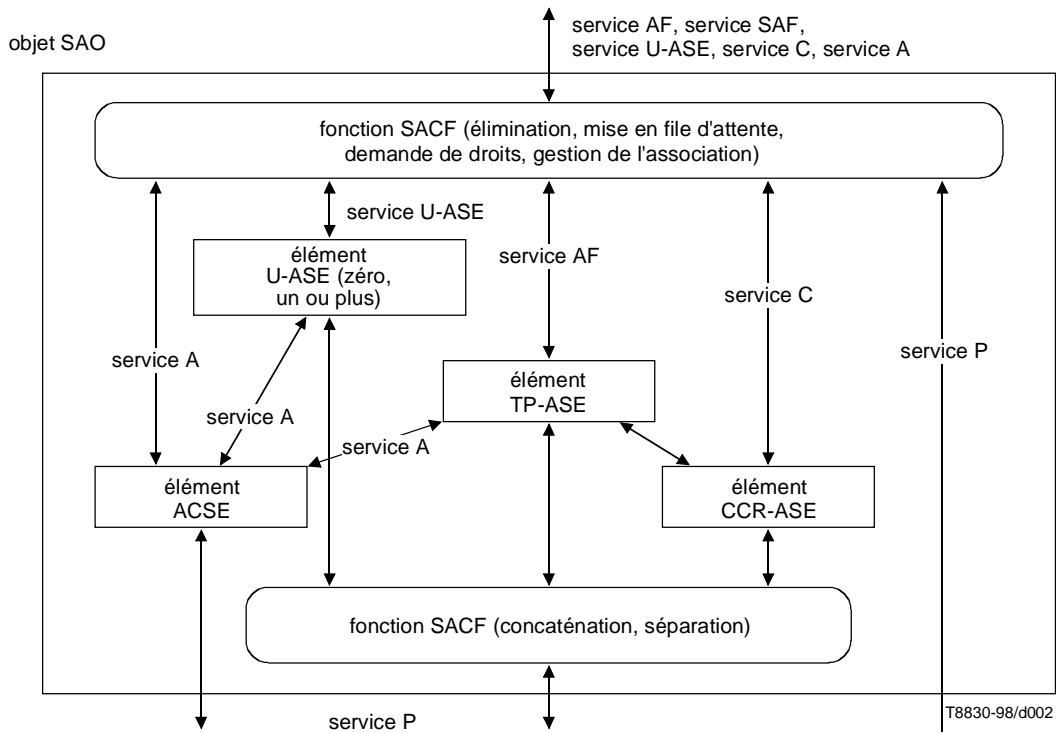 objet SAO
service AF, service SAF,
service U-ASE, service C, service A
fonction SACF (élimination, mise en file d'attente,
demande de droits, gestion de l'association)
service U-ASE
élément
U-ASE (zéro,
un ou plus)
service AF
service C
service A
service P
élément
TP-ASE
service A
service A
élément
ACSE
élément
CCR-ASE
fonction SACF (concaténation, séparation)
service P
T8830-98/d002